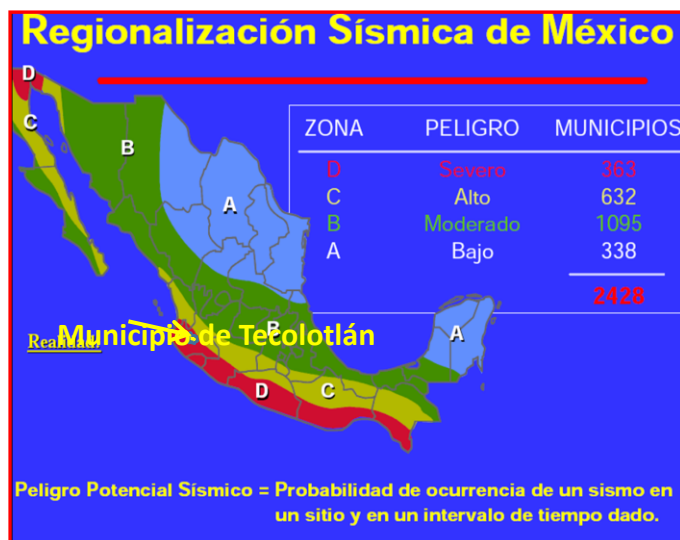 Regionalización Sísmica de México
D
C
B
A
ZONA PELIGRO MUNICIPIOS
D Severo 363
C Alto 632
B Moderado 1095
A Bajo 338
2428
Realidad:
Municipio de Tecolotlán
B
A
D
C
Peligro Potencial Sísmico = Probabilidad de ocurrencia de un sismo en
un sitio y en un intervalo de tiempo dado.